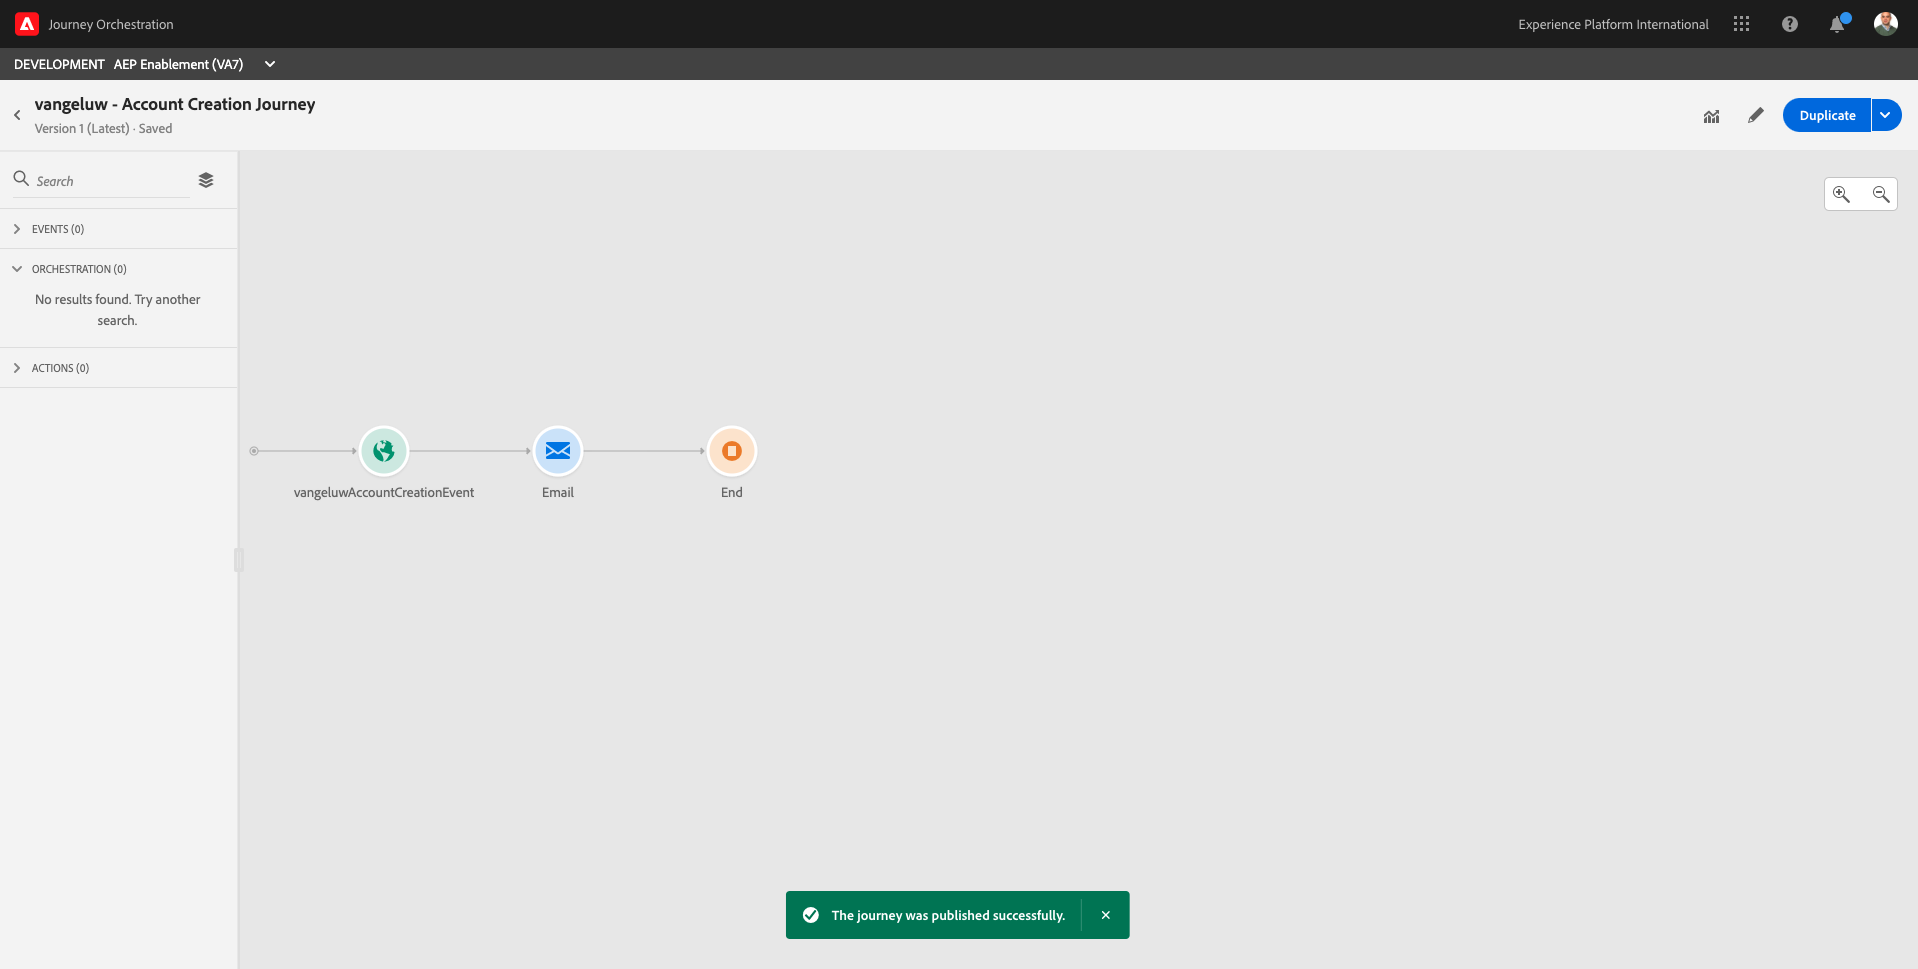 Journey Orchestration
Experience Platform International
DEVELOPMENT AEP Enablement (VA7)
vangeluw - Account Creation Journey
Version 1 (Latest) · Saved
Duplicate
Search
EVENTS (0)
ORCHESTRATION (0)
No results found. Try another
search.
ACTIONS (0)
vangeluwAccountCreationEvent
Email
End
The journey was published successfully.